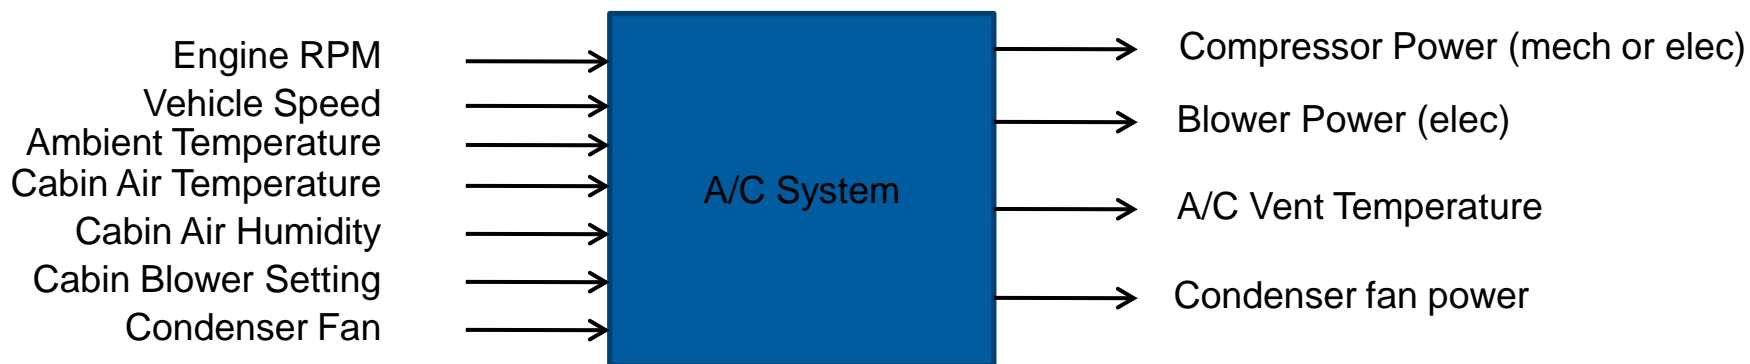 Engine RPM
Vehicle Speed
Ambient Temperature
Cabin Air Temperature
Cabin Air Humidity
Cabin Blower Setting
Condenser Fan
A/C System
Compressor Power (mech or elec)
Blower Power (elec)
A/C Vent Temperature
Condenser fan power